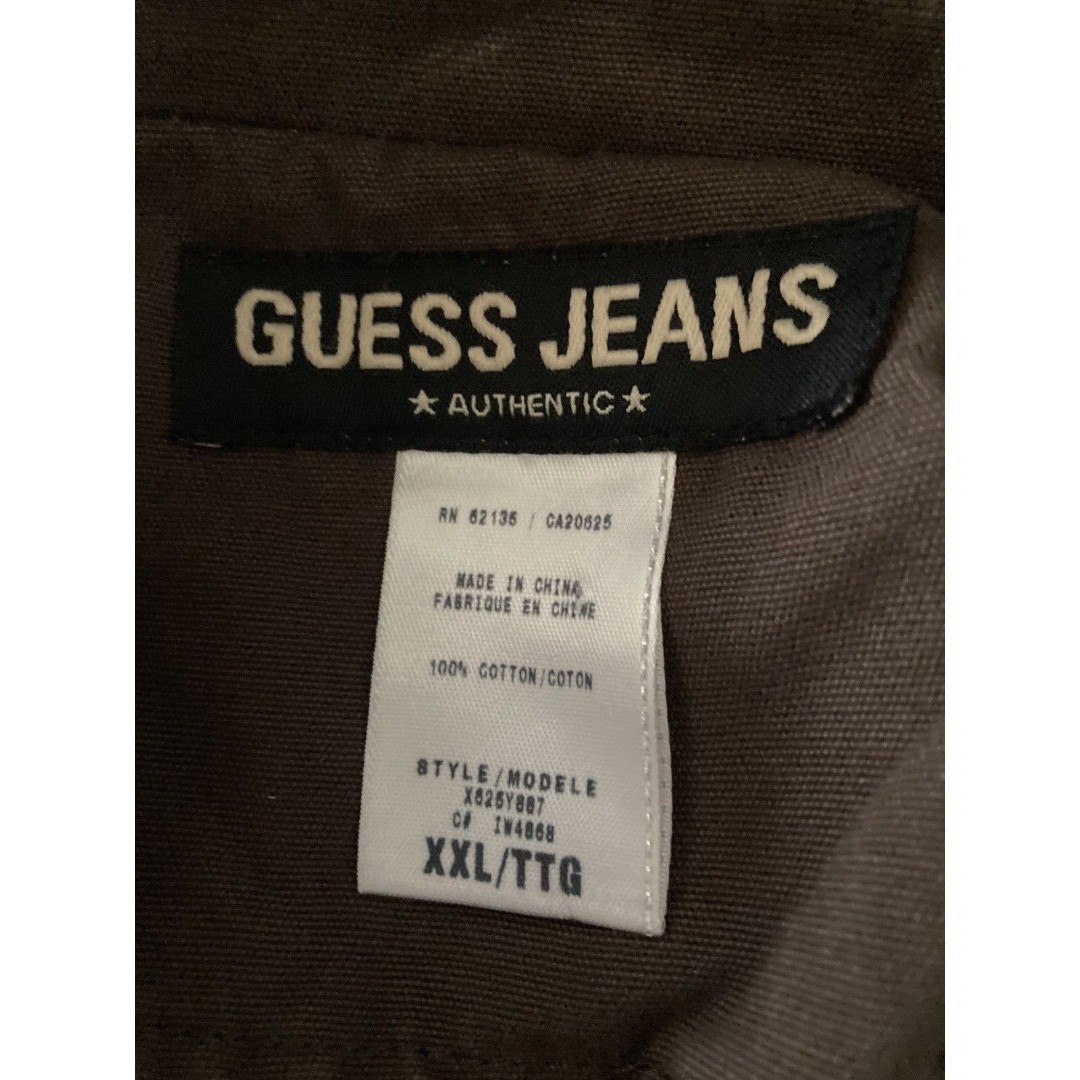 GUESS JEANS
★ AUTHENTIC ★
RN 62136 / CA20625
MADE IN CHINA
FABRIQUE EN CHINE
100% COTTON/COTON
STYLE/MODELE
X625Y887
C# IW4868
XXL/TTG